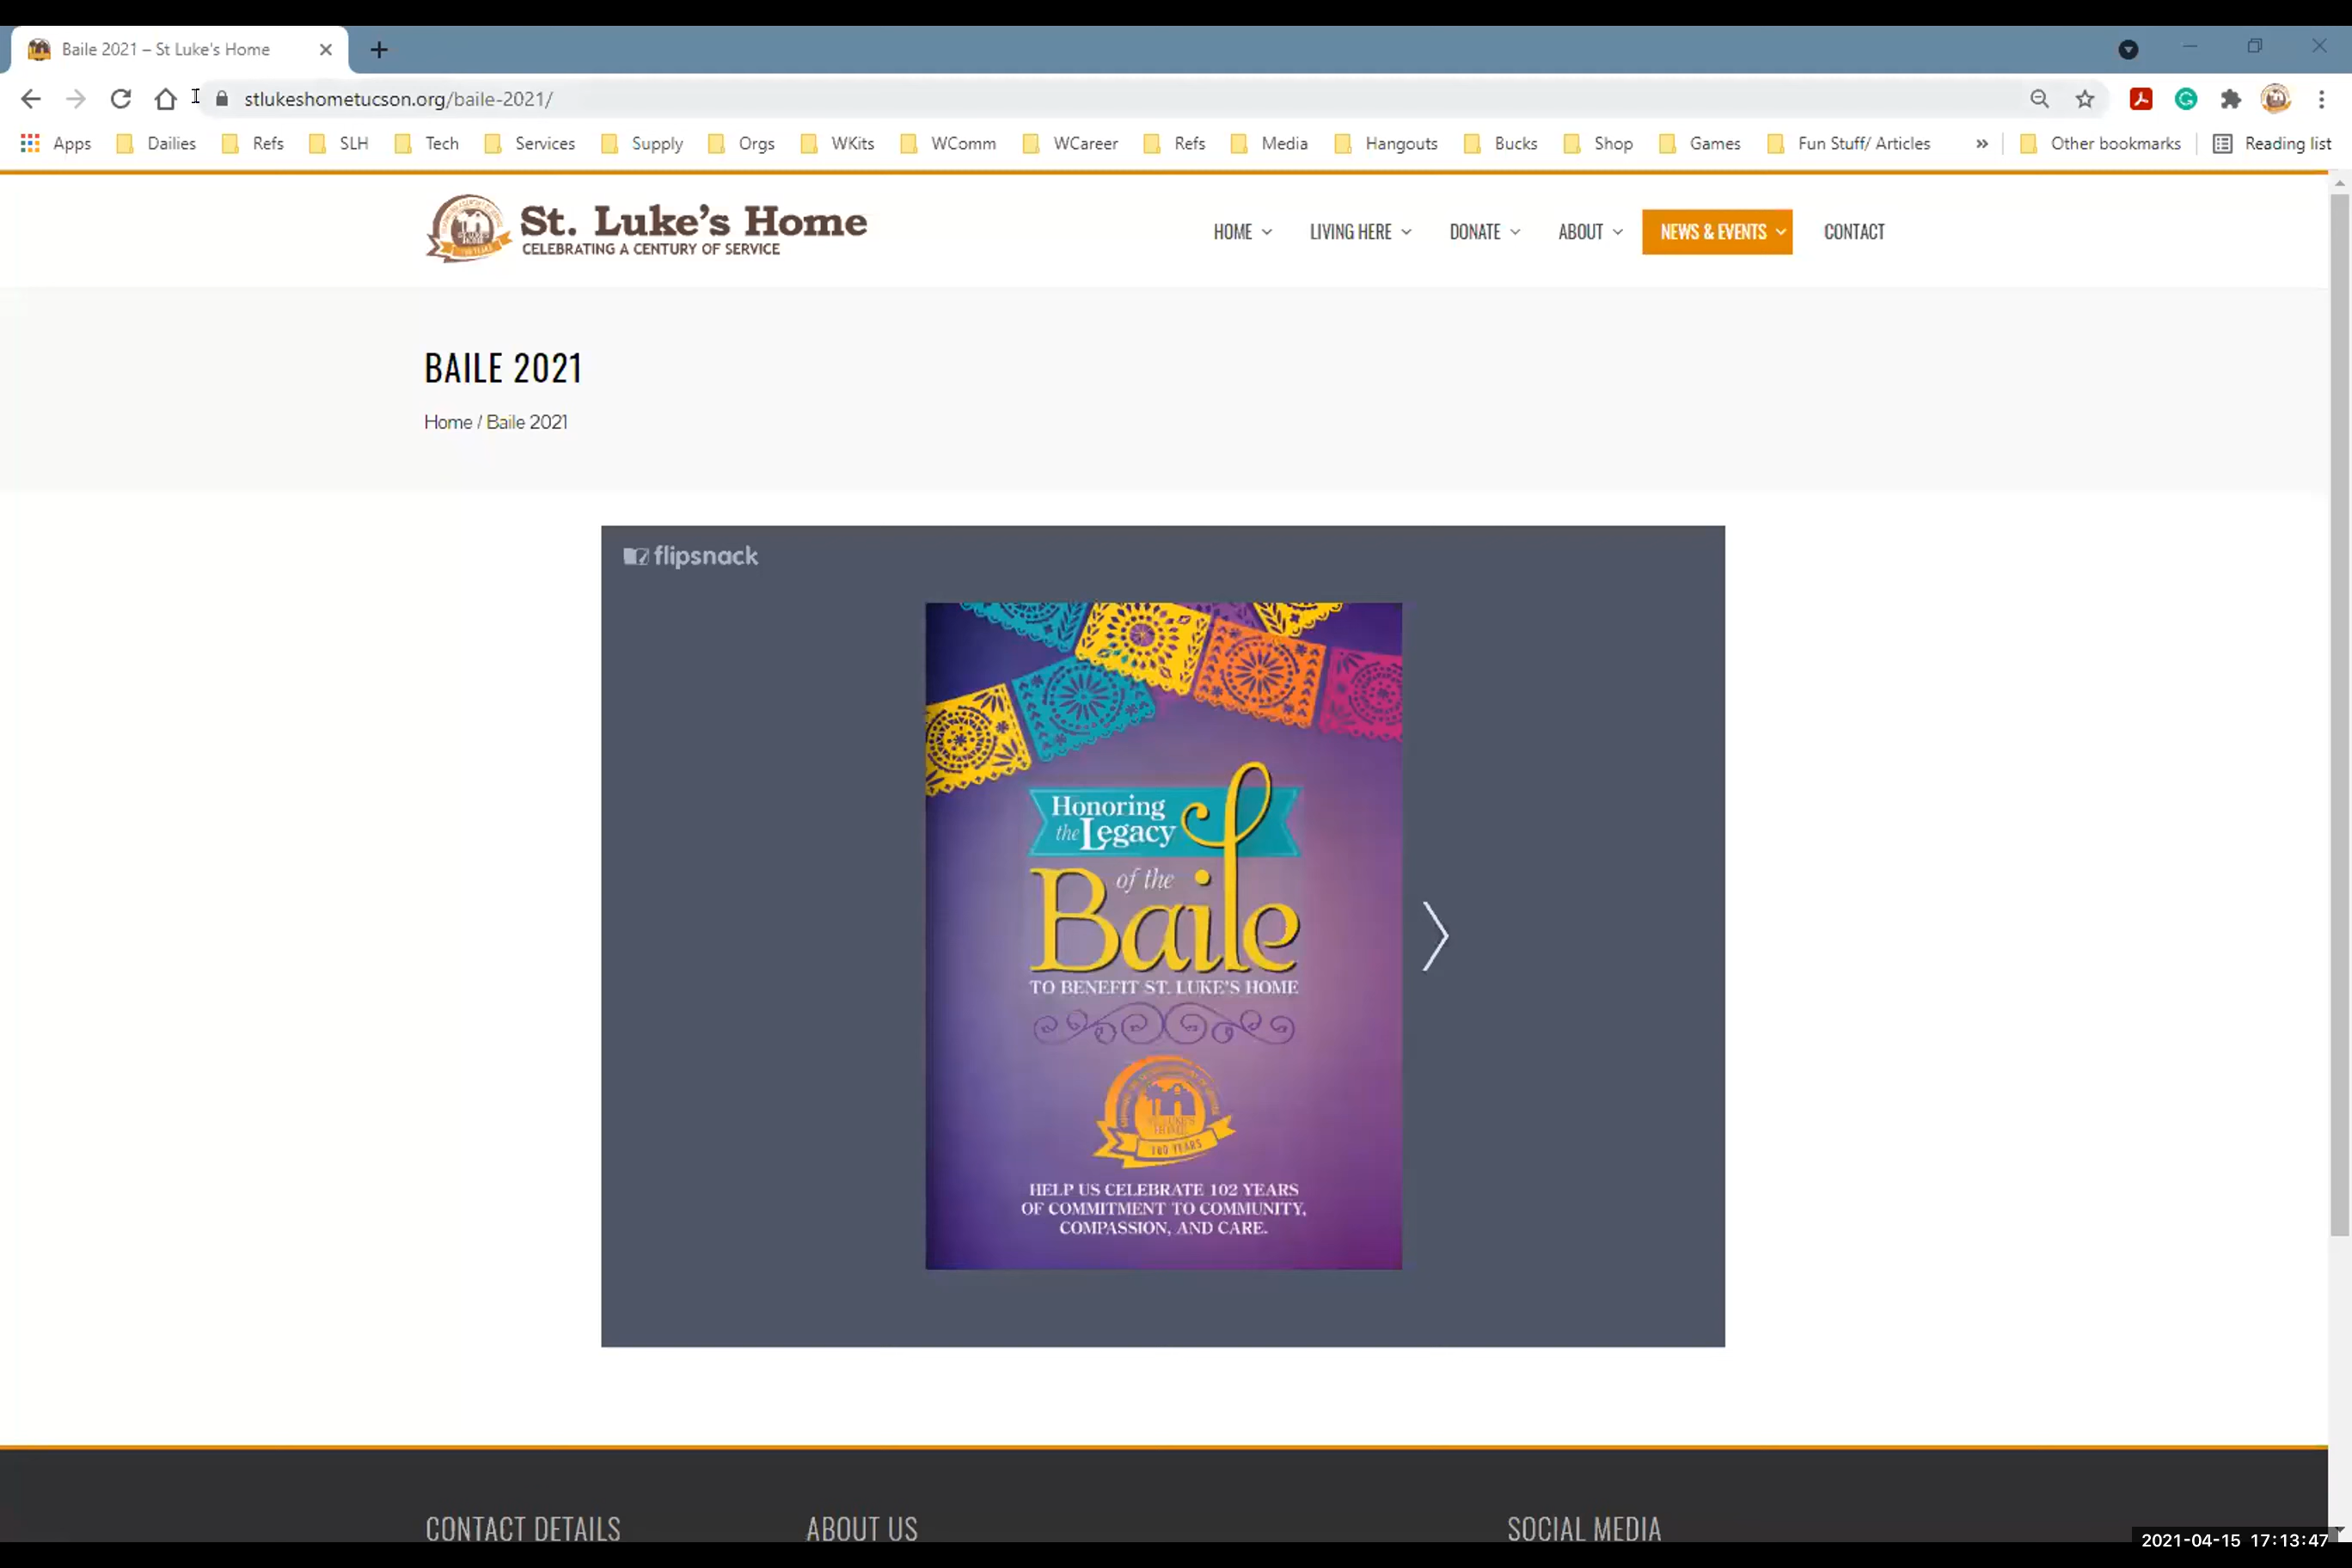 Baile 2021 – St Luke's Home
stlukeshometucson.org/baile-2021/
Apps Dailies Refs SLH Tech Services Supply Orgs WKits WComm WCareer Refs Media Hangouts Bucks Shop Games Fun Stuff/ Articles » Other bookmarks Reading list
St. Luke's Home
CELEBRATING A CENTURY OF SERVICE
HOME LIVING HERE DONATE ABOUT NEWS & EVENTS CONTACT
BAILE 2021
Home / Baile 2021
flipsnack
Honoring
the Legacy
of the
Baile
TO BENEFIT ST. LUKE'S HOME
100 YEARS
HELP US CELEBRATE 102 YEARS
OF COMMITMENT TO COMMUNITY,
COMPASSION, AND CARE.
CONTACT DETAILS ABOUT US SOCIAL MEDIA
2021-04-15 17:13:47